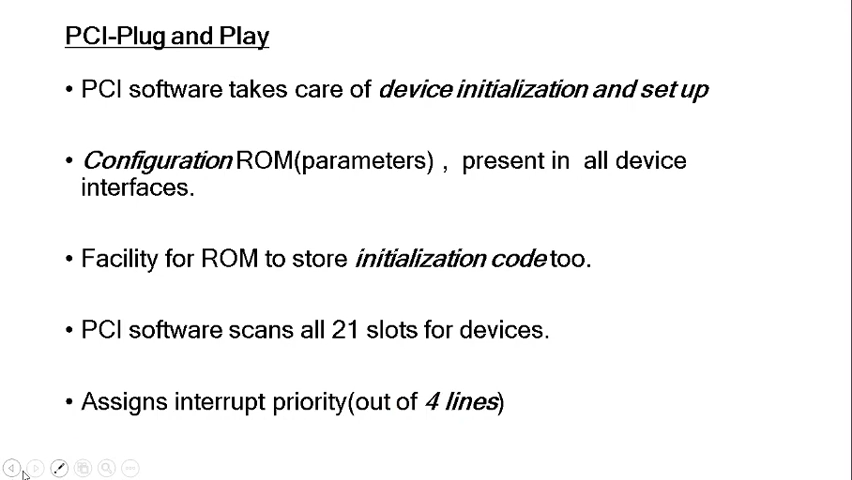 PCI-Plug and Play
• PCI software takes care of device initialization and set up
• Configuration ROM(parameters) , present in all device
interfaces.
• Facility for ROM to store initialization code too.
• PCI software scans all 21 slots for devices.
• Assigns interrupt priority(out of 4 lines)